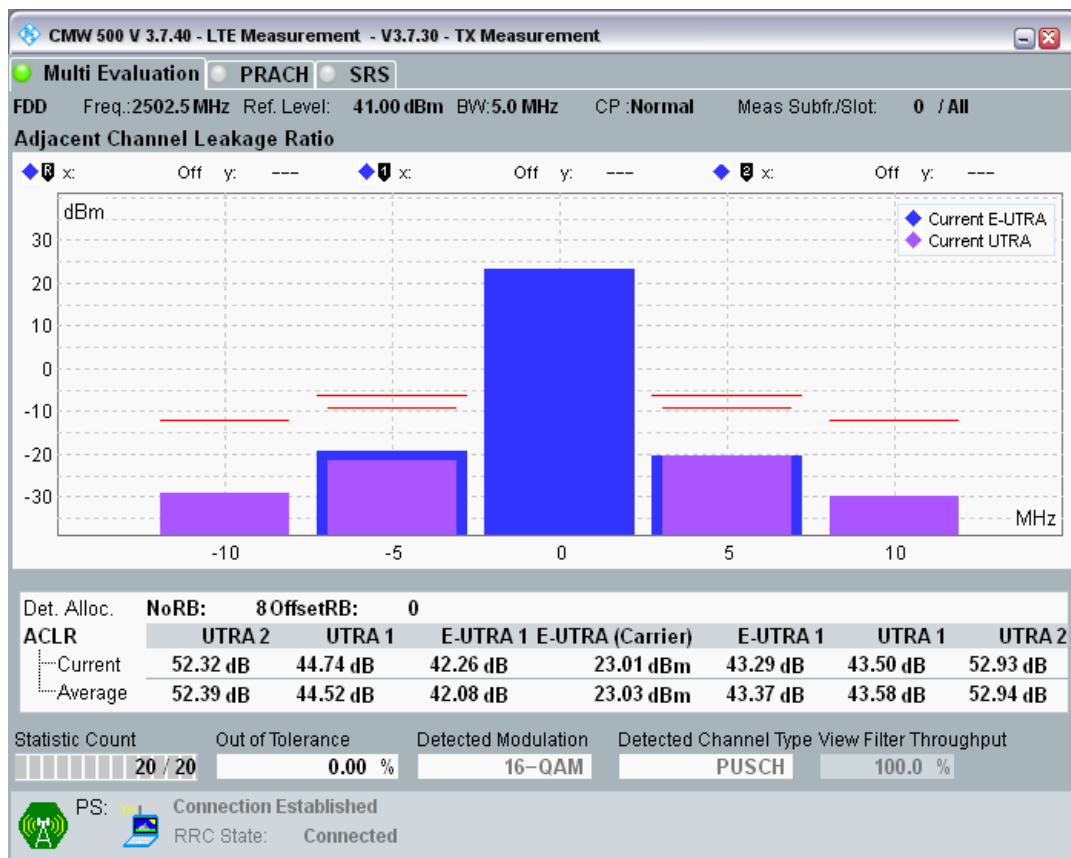 CMW 500 V 3.7.40 - LTE Measurement - V3.7.30 - TX Measurement
Multi Evaluation PRACH SRS
FDD Freq.:2502.5 MHz Ref. Level: 41.00 dBm BW:5.0 MHz CP :Normal Meas Subfr./Slot: 0 / All
Adjacent Channel Leakage Ratio
R x: Off y: --- 1 x: Off y: --- 2 x: Off y: ---
dBm
Current E-UTRA
Current UTRA
30
20
10
0
-10
-20
-30
MHz
-10 -5 0 5 10
Det. Alloc. NoRB: 8 OffsetRB: 0
ACLR UTRA 2 UTRA 1 E-UTRA 1 E-UTRA (Carrier) E-UTRA 1 UTRA 1 UTRA 2
Current 52.32 dB 44.74 dB 42.26 dB 23.01 dBm 43.29 dB 43.50 dB 52.93 dB
Average 52.39 dB 44.52 dB 42.08 dB 23.03 dBm 43.37 dB 43.58 dB 52.94 dB
Statistic Count Out of Tolerance Detected Modulation Detected Channel Type View Filter Throughput
20 / 20 0.00 % 16-QAM PUSCH 100.0 %
PS: Connection Established
RRC State: Connected